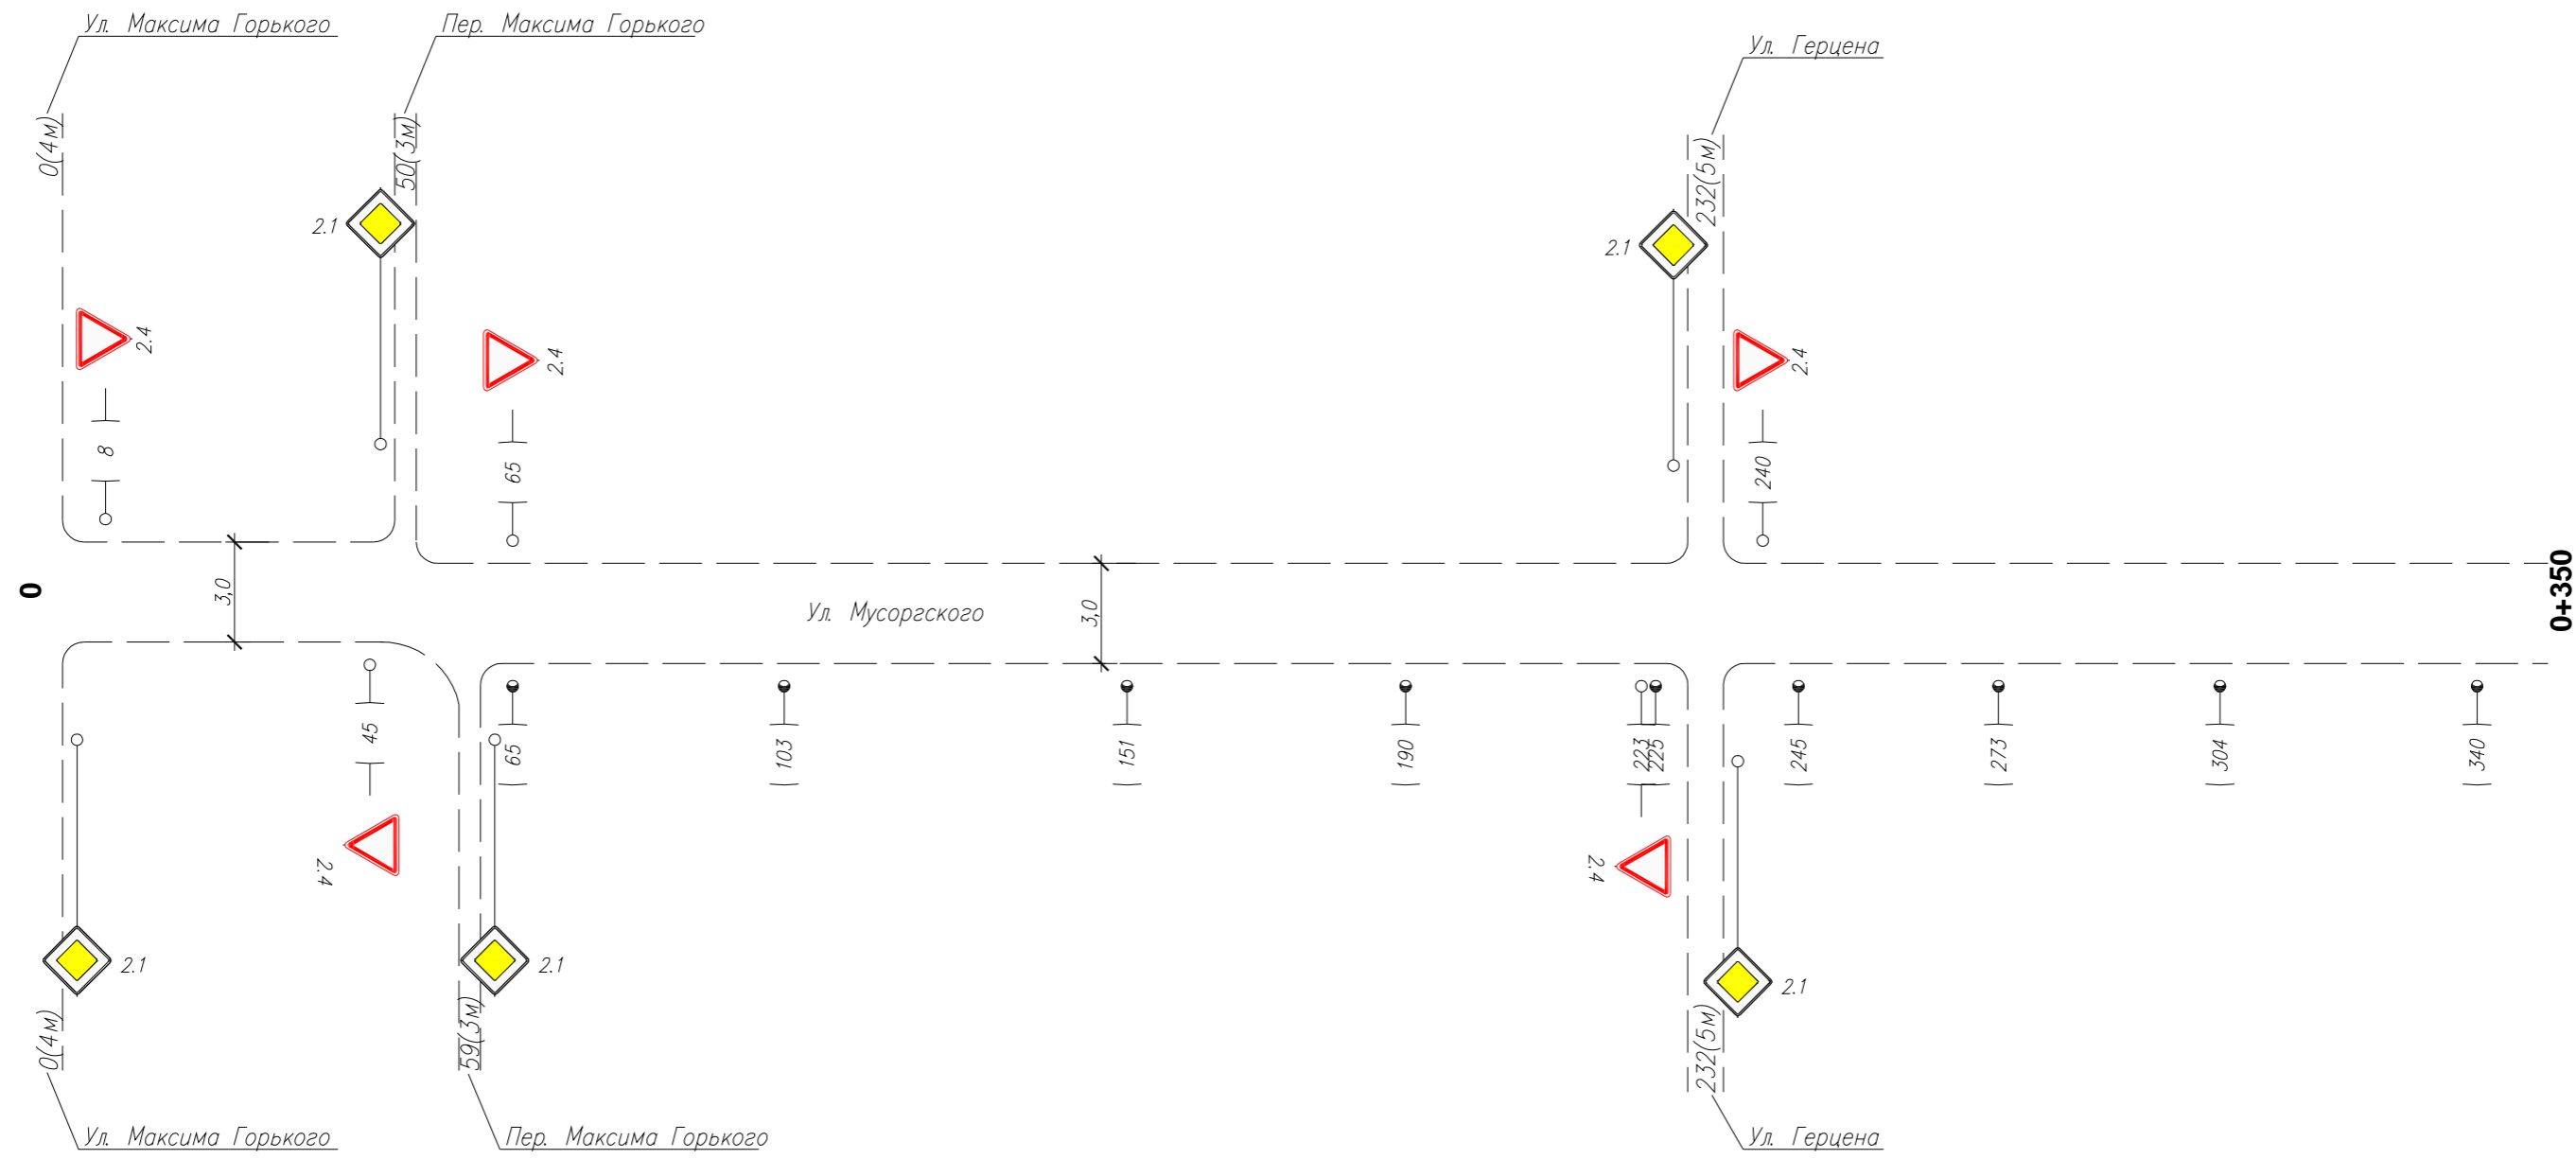 Ул. Максима Горького
Пер. Максима Горького
Ул. Герцена
0(4м)
50(3м)
232(5м)
2.1
2.1
2.4
2.4
2.4
8
65
240
0
3,0
Ул. Мусоргского
3,0
0+350
45
65
103
151
190
223
225
245
273
304
340
2.4
2.4
2.1
2.1
2.1
0(4м)
59(3м)
232(5м)
Ул. Максима Горького
Пер. Максима Горького
Ул. Герцена